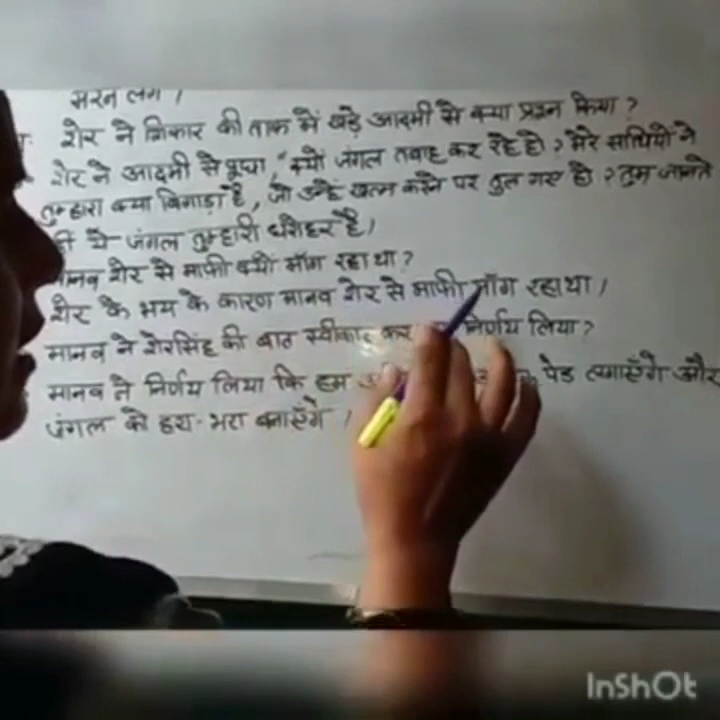 मरने लगे ।
शेर ने शिकार की ताक में खड़े आदमी से क्या प्रश्न किया ?
शेर ने आदमी से पूछा, "क्यों जंगल तबाह कर रहे हो ? मेरे साथियों ने
तुम्हारा क्या बिगाड़ा है, जो उन्हें खत्म करने पर तुल गए हो ? तुम जानते
ये जंगल तुम्हारी धरोहर है।
मानव शेर से माफी क्यों माँग रहा था ?
शेर के भय के कारण मानव शेर से माफी माँग रहा था ।
मानव ने शेरसिंह की बात स्वीकार कर निर्णय लिया ?
मानव ने निर्णय लिया कि हम पेड़ लगाएँगे और
जंगल को हरा-भरा बनाएँगे ।
InShOt